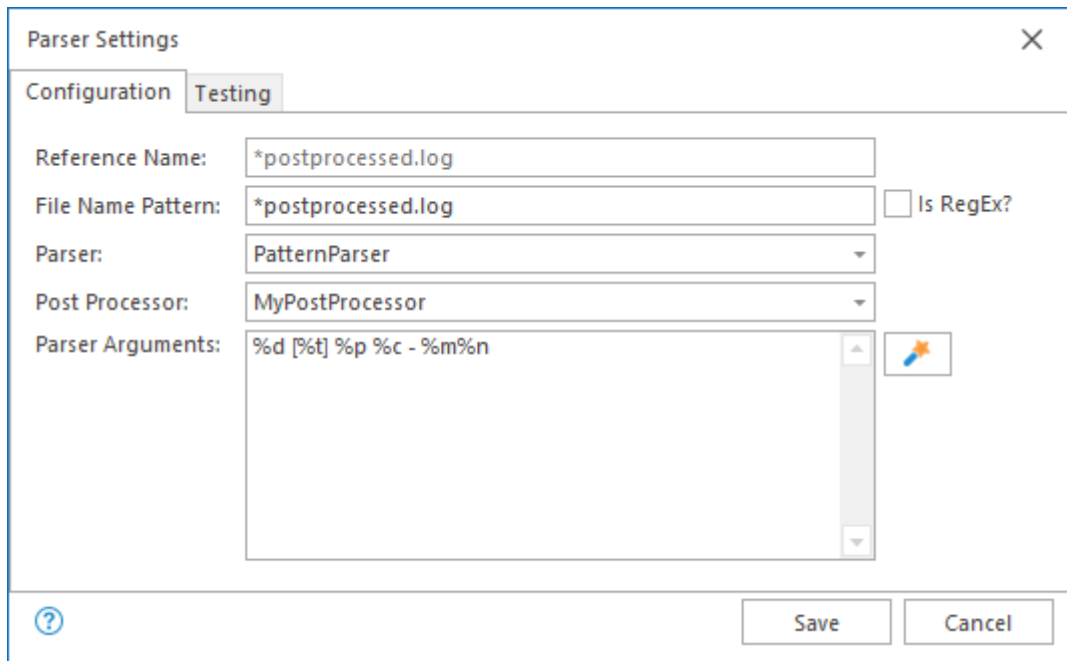 Parser Settings
Configuration Testing
Reference Name: *postprocessed.log
File Name Pattern: *postprocessed.log Is RegEx?
Parser: PatternParser
Post Processor: MyPostProcessor
Parser Arguments: %d [%t] %p %c - %m%n
? Save Cancel